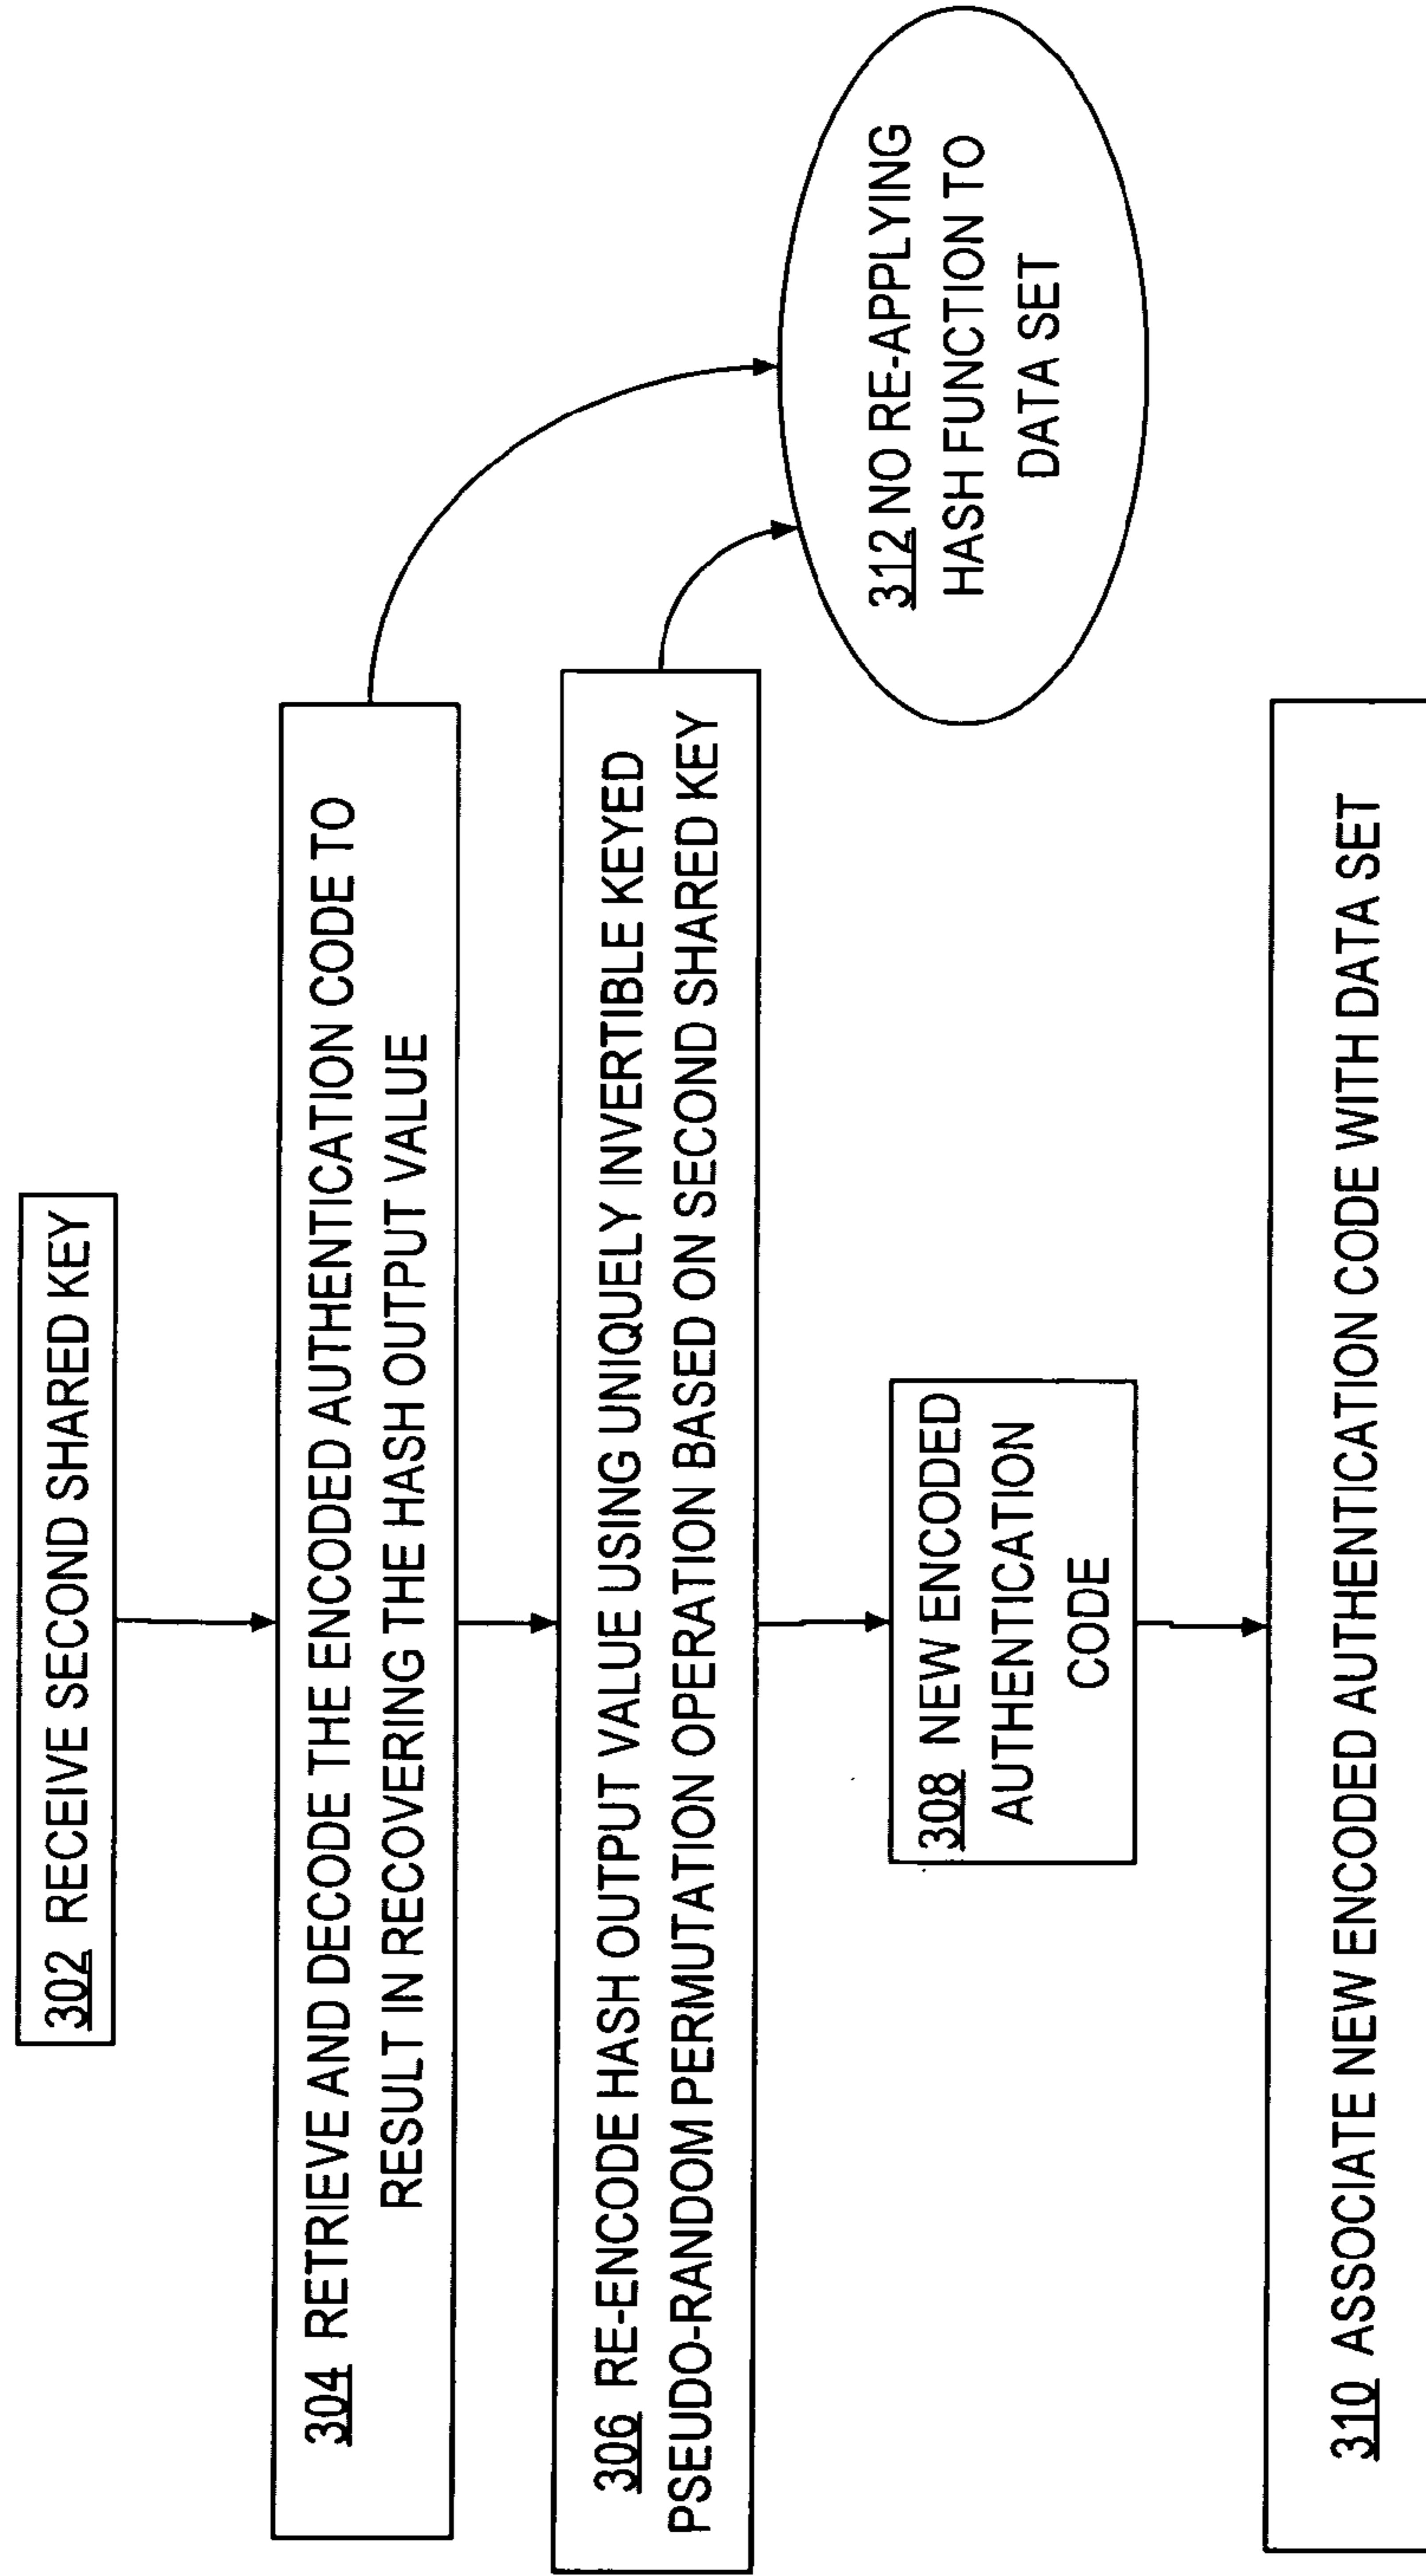 302 RECEIVE SECOND SHARED KEY
304 RETRIEVE AND DECODE THE ENCODED AUTHENTICATION CODE TO
RESULT IN RECOVERING THE HASH OUTPUT VALUE
306 RE-ENCODE HASH OUTPUT VALUE USING UNIQUELY INVERTIBLE KEYED
PSEUDO-RANDOM PERMUTATION OPERATION BASED ON SECOND SHARED KEY
312 NO RE-APPLYING
HASH FUNCTION TO
DATA SET
308 NEW ENCODED
AUTHENTICATION
CODE
310 ASSOCIATE NEW ENCODED AUTHENTICATION CODE WITH DATA SET